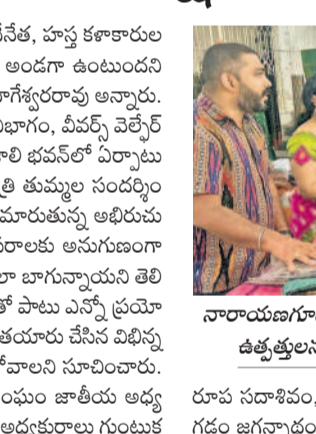 నేత, హస్త కళాకారుల
అండగా ఉంటుందని
గేశ్వరరావు అన్నారు.
భాగం, వీవర్స్ వెల్ఫేర్
లి భవన్‌లో ఏర్పాటు
త్రి తుమ్మల సందర్శిం
మారుతున్న అభిరుచు
రాలకు అనుగుణంగా
లా బాగున్నాయని తెలి
తో పాటు ఎన్నో ప్రయో
తయారు చేసిన విభిన్న
వాలని సూచించారు.
సంఘం జాతీయ అధ్య
అధ్యక్షురాలు గుంటుక
నారాయణగూ
ఉత్పత్తులన
రూప సదాశివం,
గడ్డం జగన్నాథం